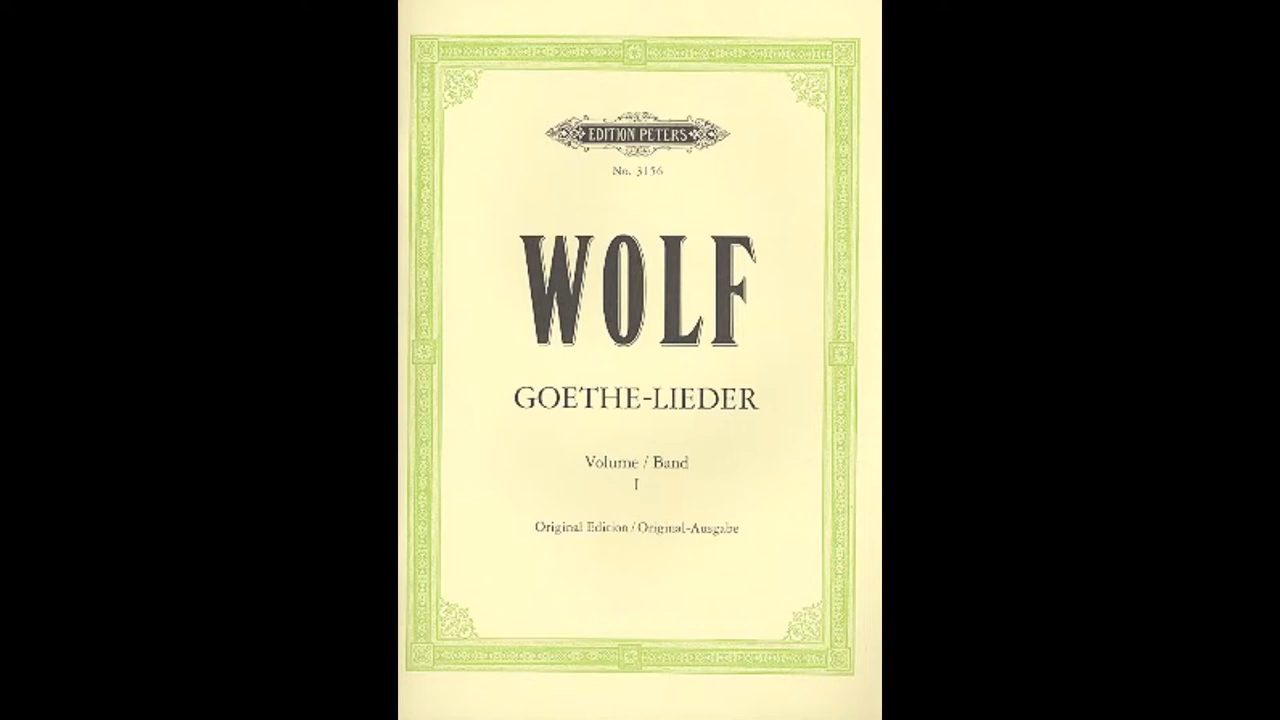 EDITION PETERS
No. 3156
WOLF
GOETHE-LIEDER
Volume / Band
I
Original Edition / Original-Ausgabe